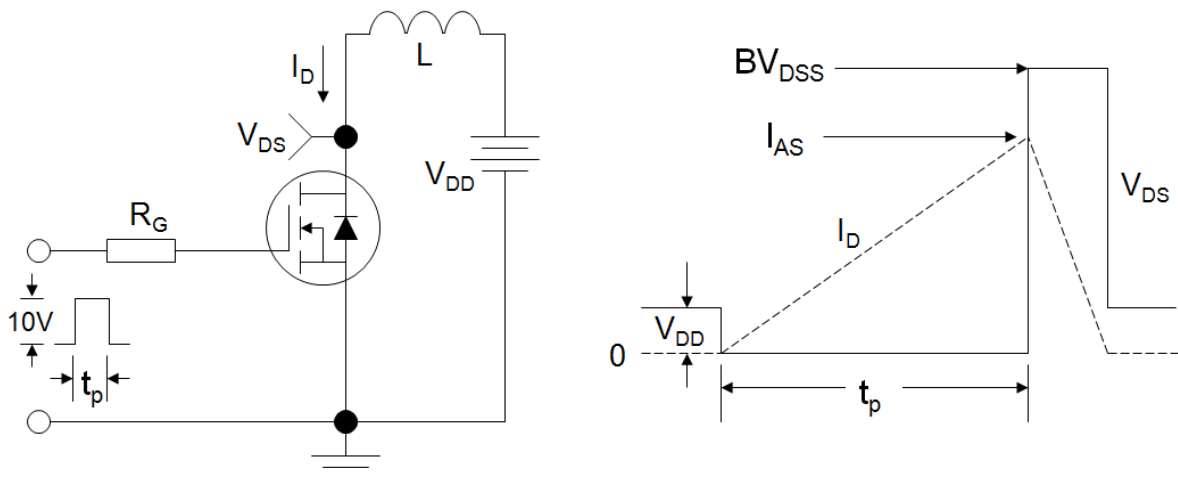 L
I_D
V_DS
V_DD
R_G
10V
t_p
BV_DSS
I_AS
V_DS
I_D
V_DD
0
t_p